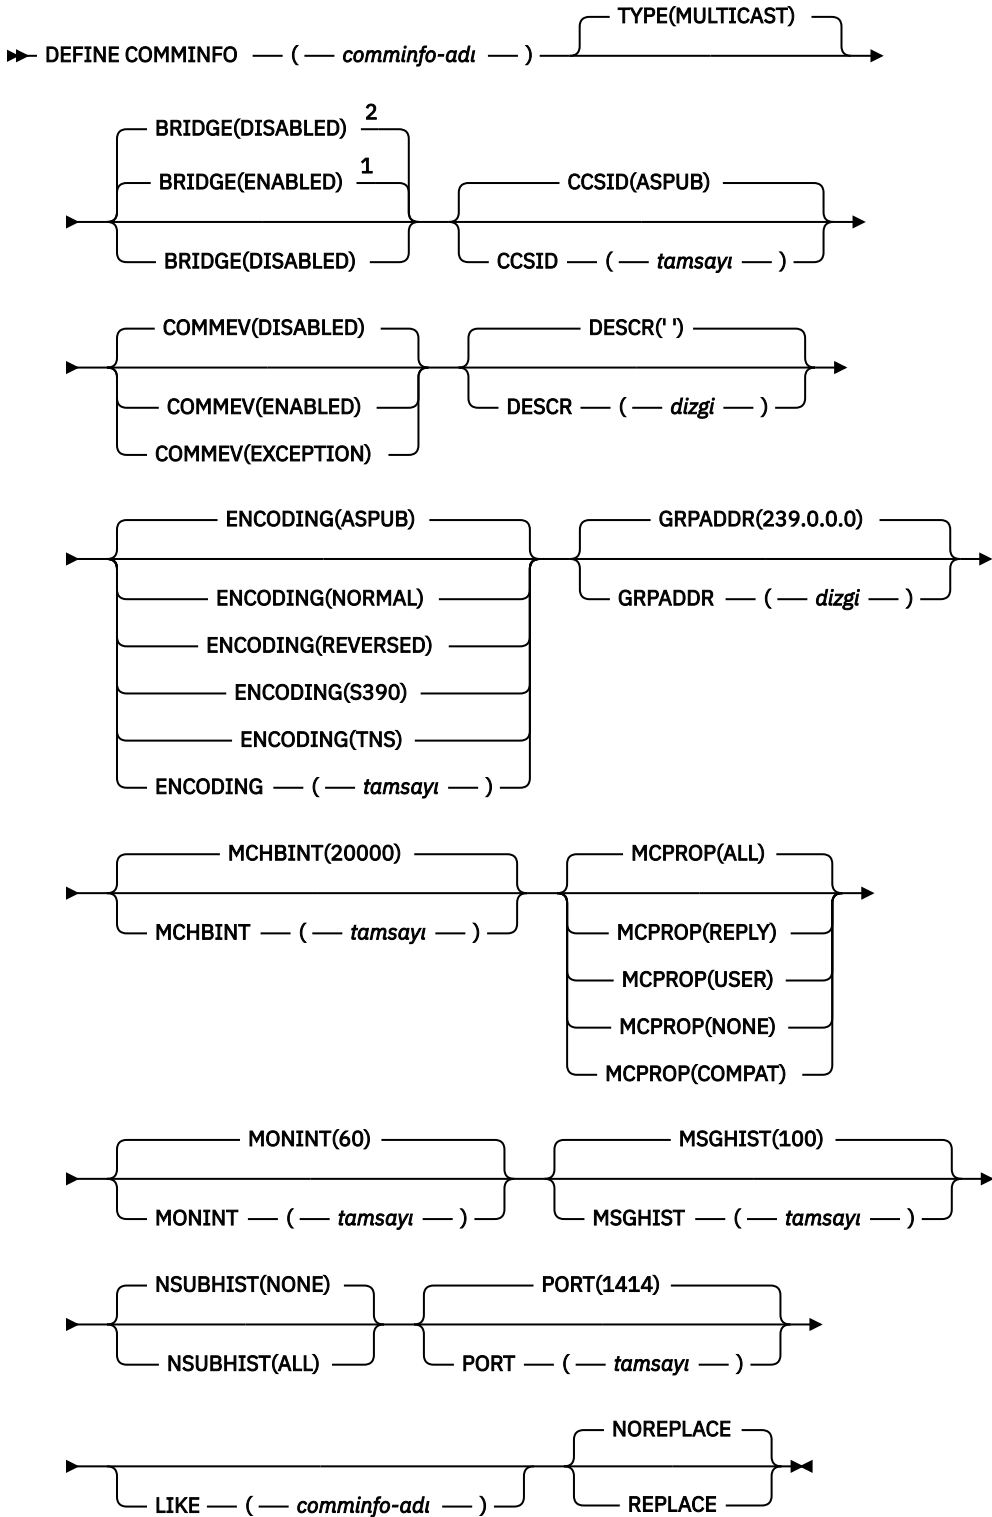 TYPE(MULTICAST)
DEFINE COMMINFO ( comminfo-adı )
BRIDGE(DISABLED) 2
BRIDGE(ENABLED) 1
CCSID(ASPUB)
BRIDGE(DISABLED)
CCSID ( tamsayı )
COMMEV(DISABLED)
DESCR(' ')
COMMEV(ENABLED)
DESCR ( dizgi )
COMMEV(EXCEPTION)
ENCODING(ASPUB)
GRPADDR(239.0.0.0)
ENCODING(NORMAL)
GRPADDR ( dizgi )
ENCODING(REVERSED)
ENCODING(S390)
ENCODING(TNS)
ENCODING ( tamsayı )
MCHBINT(20000)
MCPROP(ALL)
MCHBINT ( tamsayı )
MCPROP(REPLY)
MCPROP(USER)
MCPROP(NONE)
MCPROP(COMPAT)
MONINT(60)
MSGHIST(100)
MONINT ( tamsayı )
MSGHIST ( tamsayı )
NSUBHIST(NONE)
PORT(1414)
NSUBHIST(ALL)
PORT ( tamsayı )
NOREPLACE
LIKE ( comminfo-adı )
REPLACE